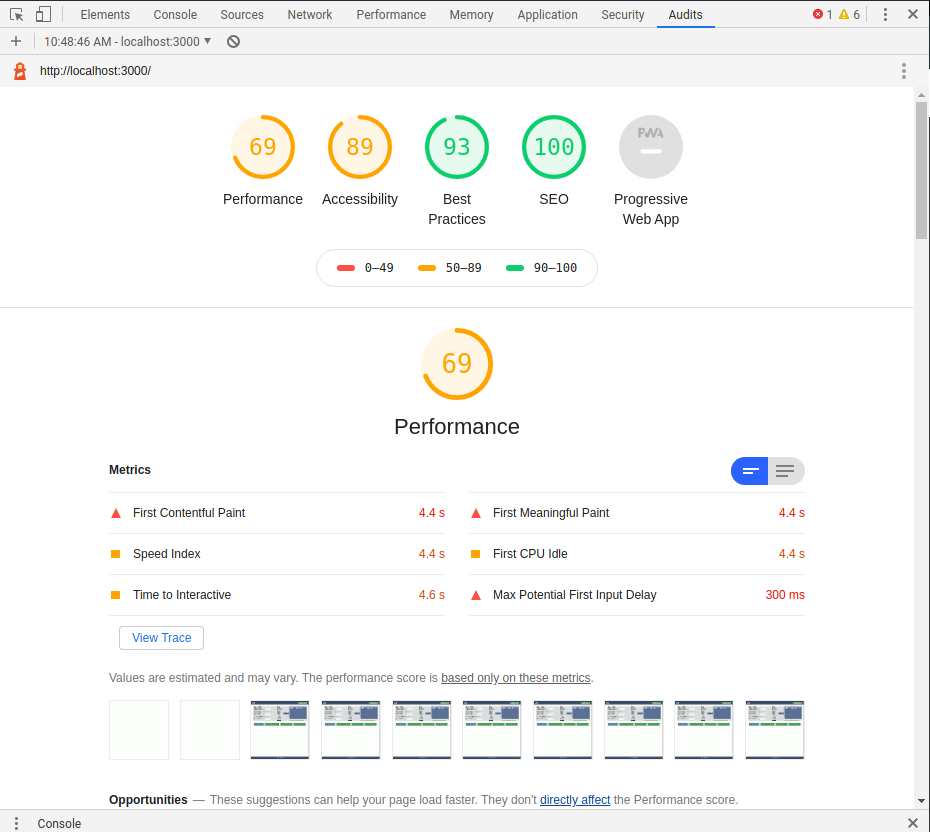 Elements Console Sources Network Performance Memory Application Security Audits 1 6
10:48:46 AM - localhost:3000
http://localhost:3000/
69 89 93 100 PWA
Performance Accessibility Best Practices SEO Progressive Web App
0–49 50–89 90–100
69
Performance
Metrics
First Contentful Paint 4.4 s First Meaningful Paint 4.4 s
Speed Index 4.4 s First CPU Idle 4.4 s
Time to Interactive 4.6 s Max Potential First Input Delay 300 ms
View Trace
Values are estimated and may vary. The performance score is based only on these metrics.
Opportunities — These suggestions can help your page load faster. They don't directly affect the Performance score.
Console